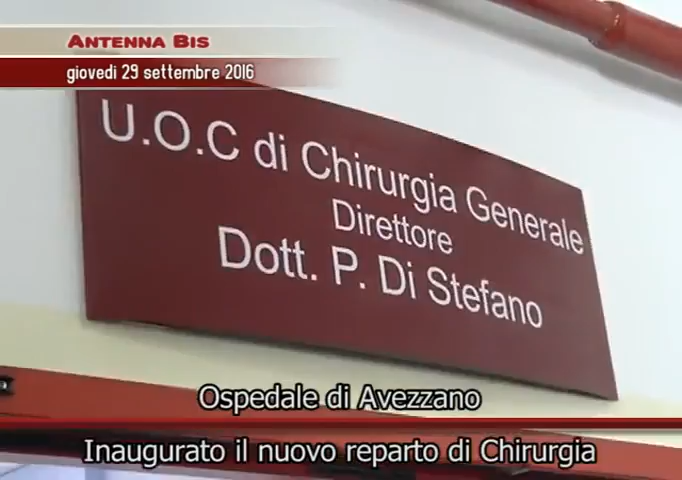 ANTENNA BIS
giovedì 29 settembre 2016
U.O.C di Chirurgia Generale
Direttore
Dott. P. Di Stefano
Ospedale di Avezzano
Inaugurato il nuovo reparto di Chirurgia